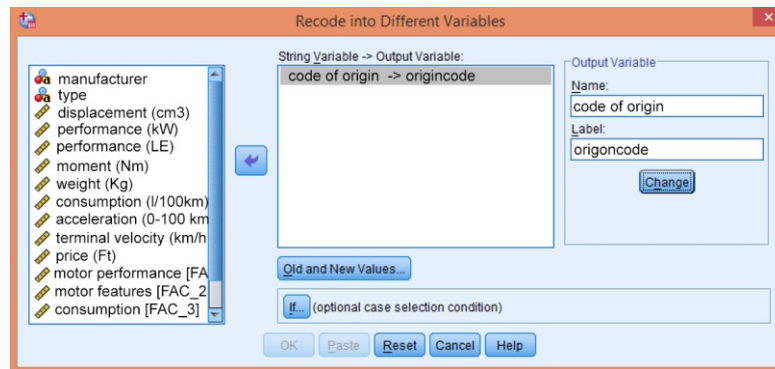 Recode into Different Variables
manufacturer
type
displacement (cm3)
performance (kW)
performance (LE)
moment (Nm)
weight (Kg)
consumption (l/100km)
acceleration (0-100 km
terminal velocity (km/h
price (Ft)
motor performance [FA
motor features [FAC_2
consumption [FAC_3]
String Variable -> Output Variable:
code of origin -> origincode
Output Variable
Name:
code of origin
Label:
origoncode
Change
Old and New Values...
If... (optional case selection condition)
OK Paste Reset Cancel Help